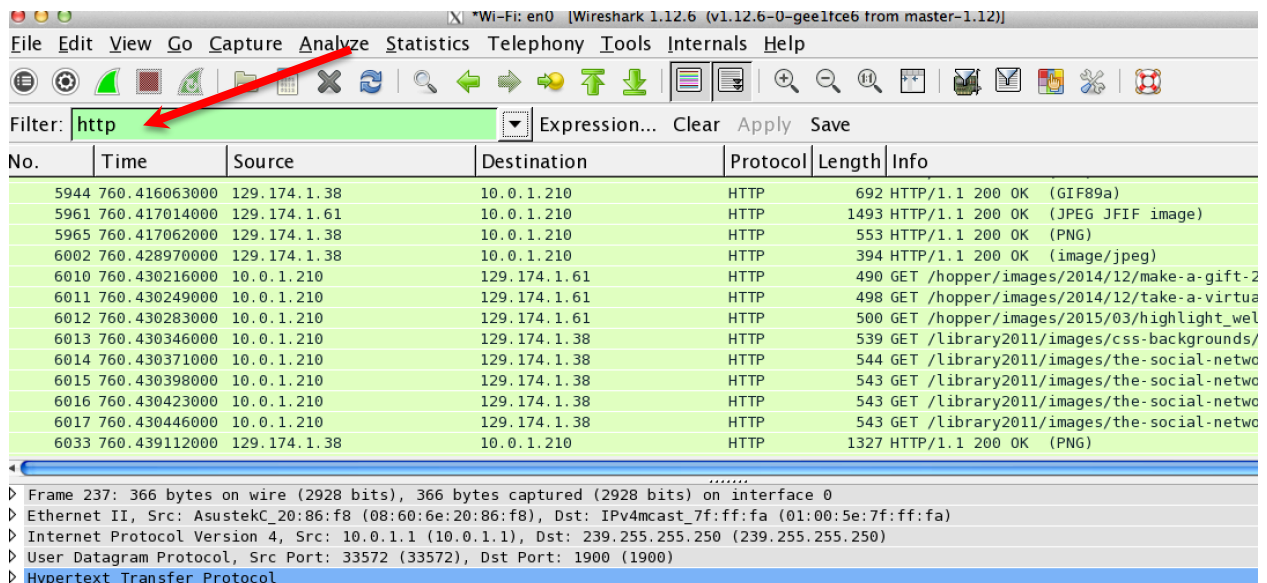 *Wi-Fi: en0 [Wireshark 1.12.6 (v1.12.6-0-gee1fce6 from master-1.12)]
File Edit View Go Capture Analyze Statistics Telephony Tools Internals Help
Filter: http Expression... Clear Apply Save
No. Time Source Destination Protocol Length Info
5944 760.416063000 129.174.1.38 10.0.1.210 HTTP 692 HTTP/1.1 200 OK (GIF89a)
5961 760.417014000 129.174.1.61 10.0.1.210 HTTP 1493 HTTP/1.1 200 OK (JPEG JFIF image)
5965 760.417062000 129.174.1.38 10.0.1.210 HTTP 553 HTTP/1.1 200 OK (PNG)
6002 760.428970000 129.174.1.38 10.0.1.210 HTTP 394 HTTP/1.1 200 OK (image/jpeg)
6010 760.430216000 10.0.1.210 129.174.1.61 HTTP 490 GET /hopper/images/2014/12/make-a-gift-2
6011 760.430249000 10.0.1.210 129.174.1.61 HTTP 498 GET /hopper/images/2014/12/take-a-virtua
6012 760.430283000 10.0.1.210 129.174.1.61 HTTP 500 GET /hopper/images/2015/03/highlight_wel
6013 760.430346000 10.0.1.210 129.174.1.38 HTTP 539 GET /library2011/images/css-backgrounds/
6014 760.430371000 10.0.1.210 129.174.1.38 HTTP 544 GET /library2011/images/the-social-netwo
6015 760.430398000 10.0.1.210 129.174.1.38 HTTP 543 GET /library2011/images/the-social-netwo
6016 760.430423000 10.0.1.210 129.174.1.38 HTTP 543 GET /library2011/images/the-social-netwo
6017 760.430446000 10.0.1.210 129.174.1.38 HTTP 543 GET /library2011/images/the-social-netwo
6033 760.439112000 129.174.1.38 10.0.1.210 HTTP 1327 HTTP/1.1 200 OK (PNG)
Frame 237: 366 bytes on wire (2928 bits), 366 bytes captured (2928 bits) on interface 0
Ethernet II, Src: AsustekC_20:86:f8 (08:60:6e:20:86:f8), Dst: IPv4mcast_7f:ff:fa (01:00:5e:7f:ff:fa)
Internet Protocol Version 4, Src: 10.0.1.1 (10.0.1.1), Dst: 239.255.255.250 (239.255.255.250)
User Datagram Protocol, Src Port: 33572 (33572), Dst Port: 1900 (1900)
Hypertext Transfer Protocol